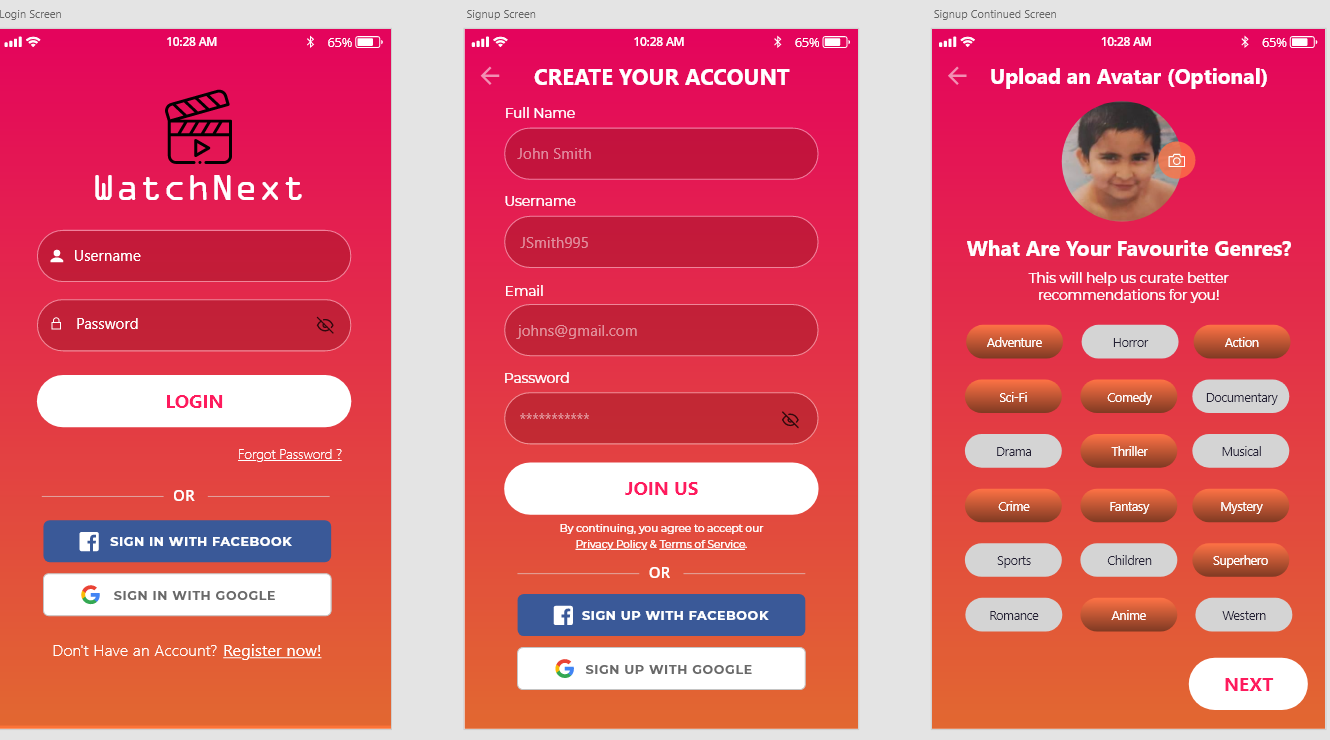 Login Screen
10:28 AM
65%
WatchNext
Username
Password
LOGIN
Forgot Password ?
OR
SIGN IN WITH FACEBOOK
SIGN IN WITH GOOGLE
Don't Have an Account? Register now!
Signup Screen
10:28 AM
65%
CREATE YOUR ACCOUNT
Full Name
John Smith
Username
JSmith995
Email
johns@gmail.com
Password
***********
JOIN US
By continuing, you agree to accept our
Privacy Policy & Terms of Service.
OR
SIGN UP WITH FACEBOOK
SIGN UP WITH GOOGLE
Signup Continued Screen
10:28 AM
65%
Upload an Avatar (Optional)
What Are Your Favourite Genres?
This will help us curate better
recommendations for you!
Adventure Horror Action
Sci-Fi Comedy Documentary
Drama Thriller Musical
Crime Fantasy Mystery
Sports Children Superhero
Romance Anime Western
NEXT